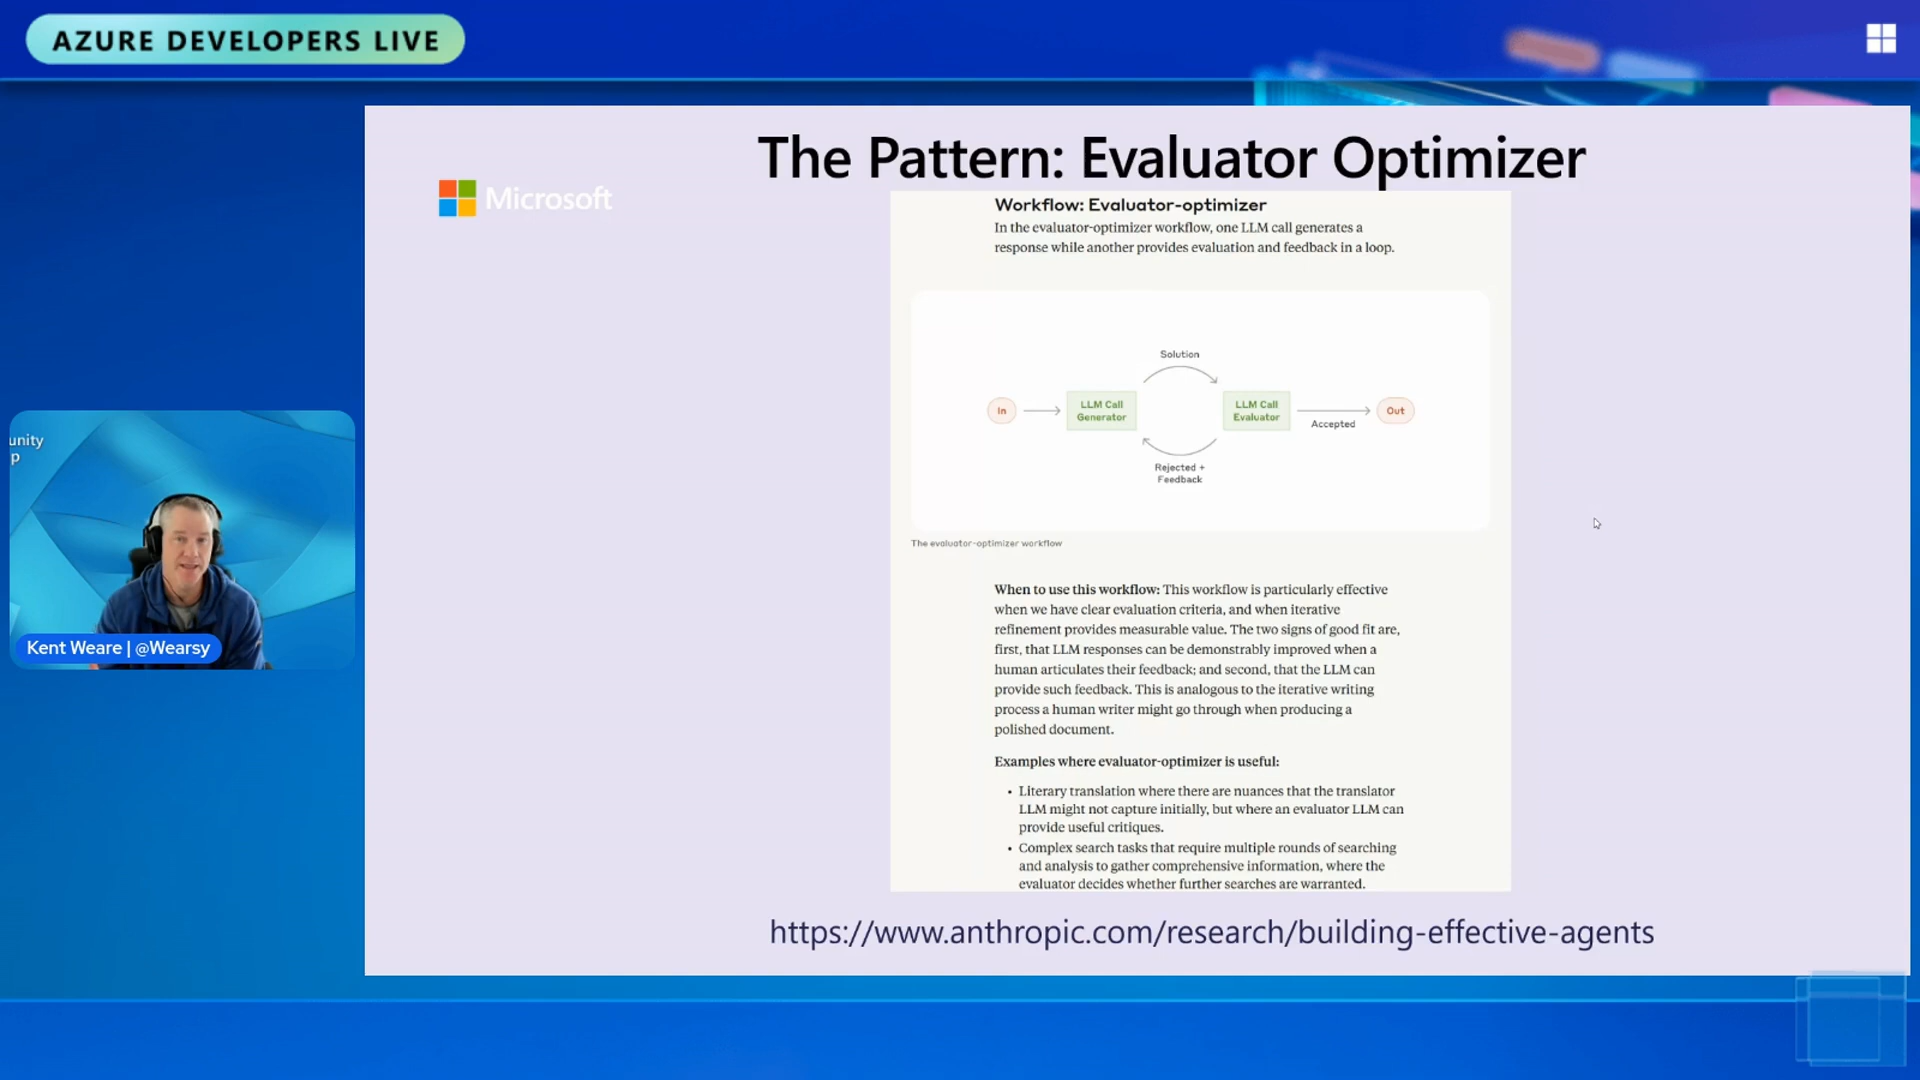 AZURE DEVELOPERS LIVE
The Pattern: Evaluator Optimizer
Microsoft
Workflow: Evaluator-optimizer
In the evaluator-optimizer workflow, one LLM call generates a
response while another provides evaluation and feedback in a loop.
Solution
In
LLM Call
Generator
LLM Call
Evaluator
Accepted
Out
Rejected +
Feedback
The evaluator-optimizer workflow
When to use this workflow: This workflow is particularly effective
when we have clear evaluation criteria, and when iterative
refinement provides measurable value. The two signs of good fit are,
first, that LLM responses can be demonstrably improved when a
human articulates their feedback; and second, that the LLM can
provide such feedback. This is analogous to the iterative writing
process a human writer might go through when producing a
polished document.
Examples where evaluator-optimizer is useful:
• Literary translation where there are nuances that the translator
LLM might not capture initially, but where an evaluator LLM can
provide useful critiques.
• Complex search tasks that require multiple rounds of searching
and analysis to gather comprehensive information, where the
evaluator decides whether further searches are warranted.
https://www.anthropic.com/research/building-effective-agents
unity
p
Kent Weare | @Wearsy